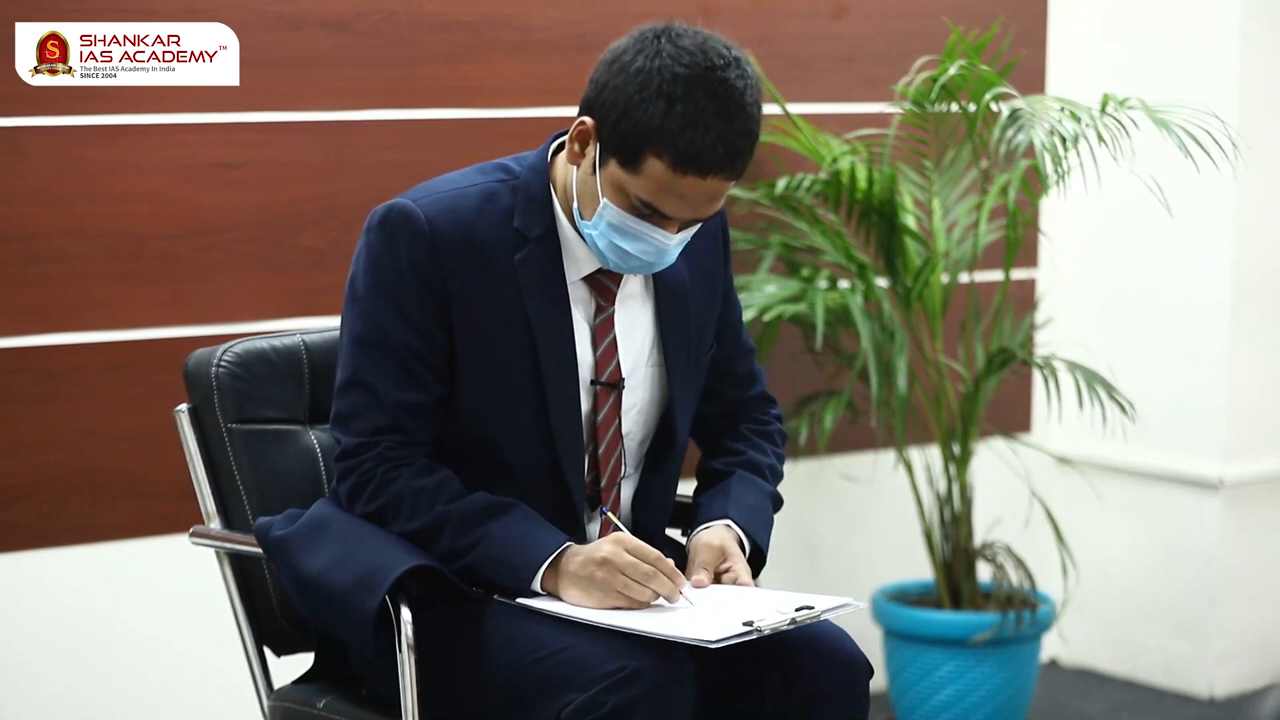 S
SHANKAR
IAS ACADEMY™
The Best IAS Academy In India
SINCE 2004